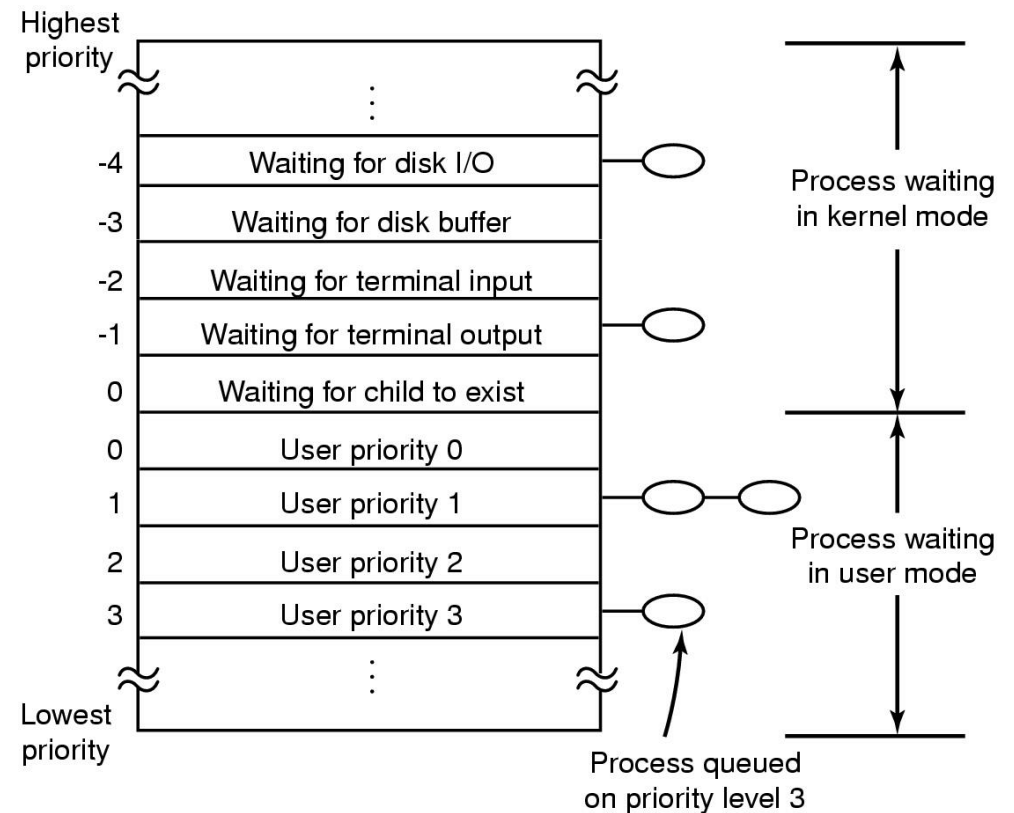 Highest
priority
-4 Waiting for disk I/O
-3 Waiting for disk buffer
-2 Waiting for terminal input
-1 Waiting for terminal output
0 Waiting for child to exist
0 User priority 0
1 User priority 1
2 User priority 2
3 User priority 3
Lowest
priority
Process waiting
in kernel mode
Process waiting
in user mode
Process queued
on priority level 3